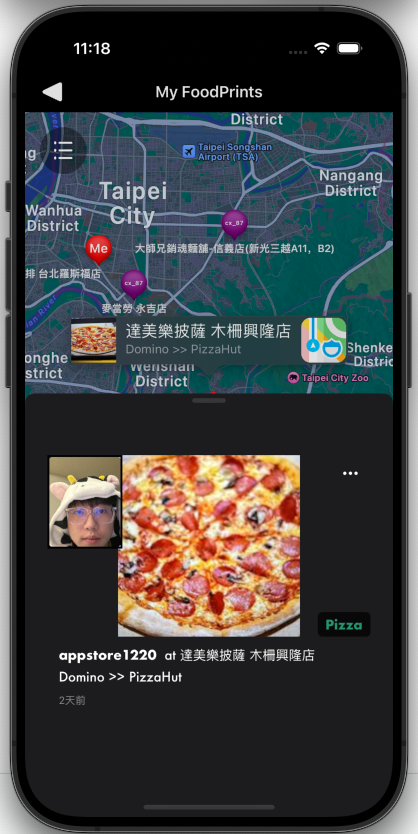 11:18
My FoodPrints
District
Taipei Songshan
Airport (TSA)
Nangang
District
Taipei
City
Wanhua
District
cx_87
Me
大師兄銷魂麵舖-信義店(新光三越A11，B2)
排 台北羅斯福店
cx_87
麥當勞 永吉店
達美樂披薩 木柵興隆店
Domino >> PizzaHut
Shenke
Distric
onghe
strict
Wenshan
District
Taipei City Zoo
Pizza
appstore1220 at 達美樂披薩 木柵興隆店
Domino >> PizzaHut
2天前